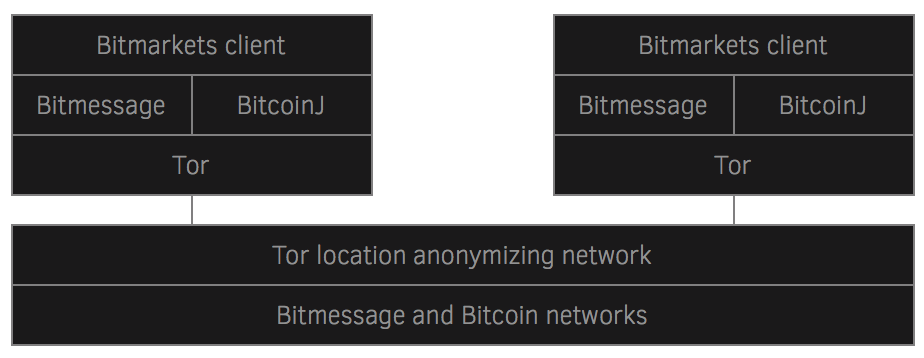 Bitmarkets client
Bitmarkets client
Bitmessage
BitcoinJ
Bitmessage
BitcoinJ
Tor
Tor
Tor location anonymizing network
Bitmessage and Bitcoin networks